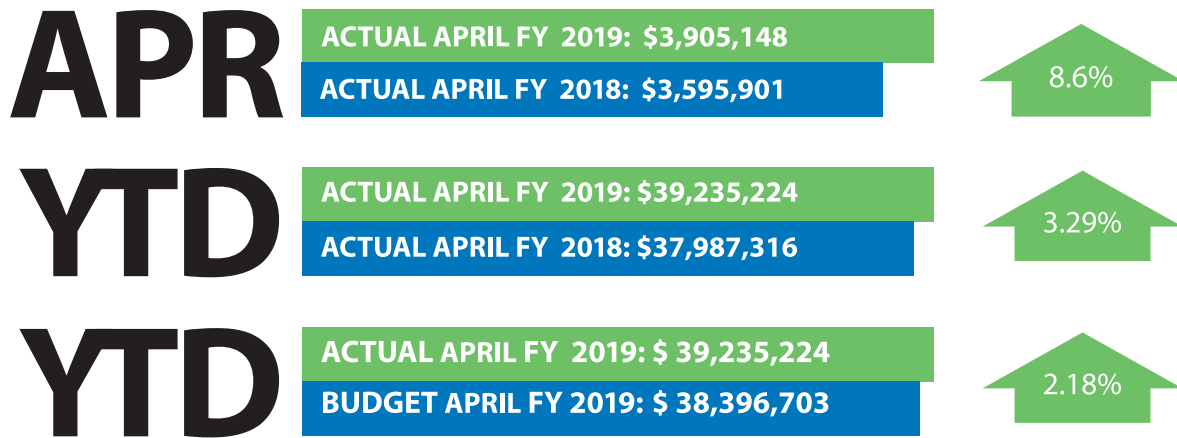 APR
ACTUAL APRIL FY 2019: $3,905,148
ACTUAL APRIL FY 2018: $3,595,901
8.6%
YTD
ACTUAL APRIL FY 2019: $39,235,224
ACTUAL APRIL FY 2018: $37,987,316
3.29%
YTD
ACTUAL APRIL FY 2019: $ 39,235,224
BUDGET APRIL FY 2019: $ 38,396,703
2.18%